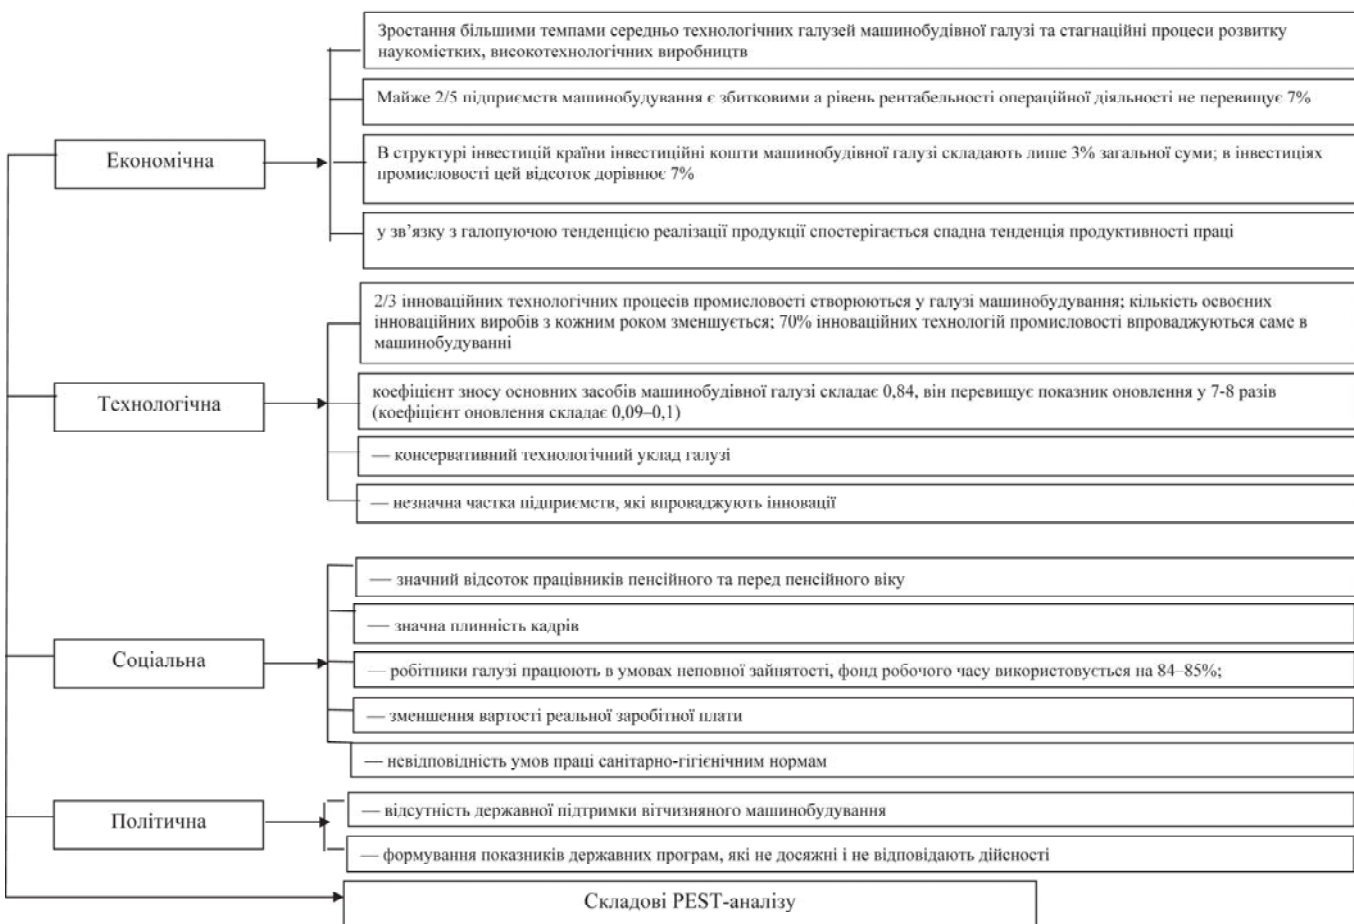 Зростання більшими темпами середньо технологічних галузей машинобудівної галузі та стагнаційні процеси розвитку
наукомістких, високотехнологічних виробництв
Майже 2/5 підприємств машинобудування є збитковими а рівень рентабельності операційної діяльності не перевищує 7%
Економічна
В структурі інвестицій країни інвестиційні кошти машинобудівної галузі складають лише 3% загальної суми; в інвестиціях
промисловості цей відсоток дорівнює 7%
у зв’язку з галопуючою тенденцією реалізації продукції спостерігається спадна тенденція продуктивності праці
2/3 інноваційних технологічних процесів промисловості створюються у галузі машинобудування; кількість освоєних
інноваційних виробів з кожним роком зменшується; 70% інноваційних технологій промисловості впроваджуються саме в
машинобудуванні
Технологічна
коефіцієнт зносу основних засобів машинобудівної галузі складає 0,84, він перевищує показник оновлення у 7-8 разів
(коефіцієнт оновлення складає 0,09–0,1)
— консервативний технологічний уклад галузі
— незначна частка підприємств, які впроваджують інновації
— значний відсоток працівників пенсійного та перед пенсійного віку
— значна плинність кадрів
Соціальна
— робітники галузі працюють в умовах неповної зайнятості, фонд робочого часу використовується на 84–85%;
— зменшення вартості реальної заробітної плати
— невідповідність умов праці санітарно-гігієнічним нормам
Політична
— відсутність державної підтримки вітчизняного машинобудування
— формування показників державних програм, які не досяжні і не відповідають дійсності
Складові PEST-аналізу